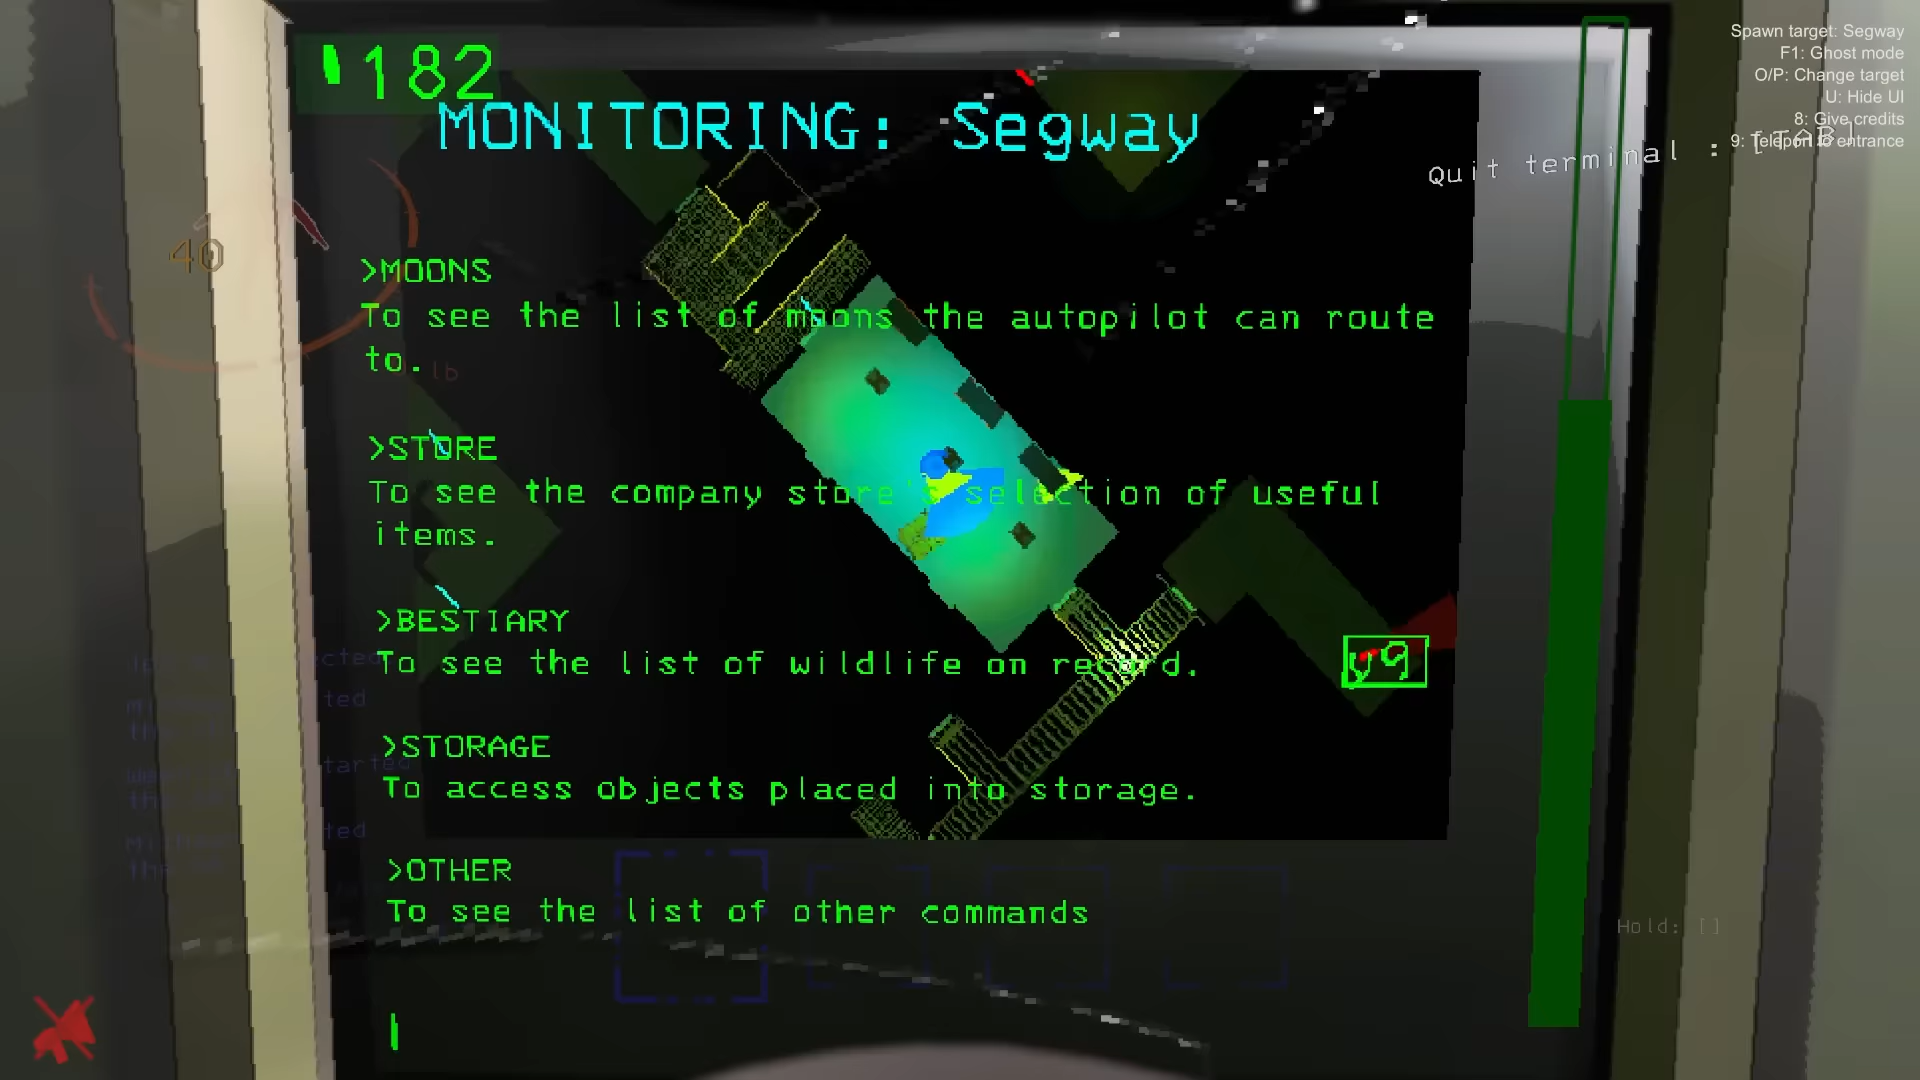 182
MONITORING: Segway
Spawn target: Segway
F1: Ghost mode
O/P: Change target
U: Hide UI
8: Give credits
9: Teleport to entrance
Quit terminal : [TAB]
40
>MOONS
To see the list of moons the autopilot can route
to.
lb
>STORE
To see the company store's selection of useful
items.
>BESTIARY
To see the list of wildlife on record.
y9
>STORAGE
To access objects placed into storage.
>OTHER
To see the list of other commands
Hold: []